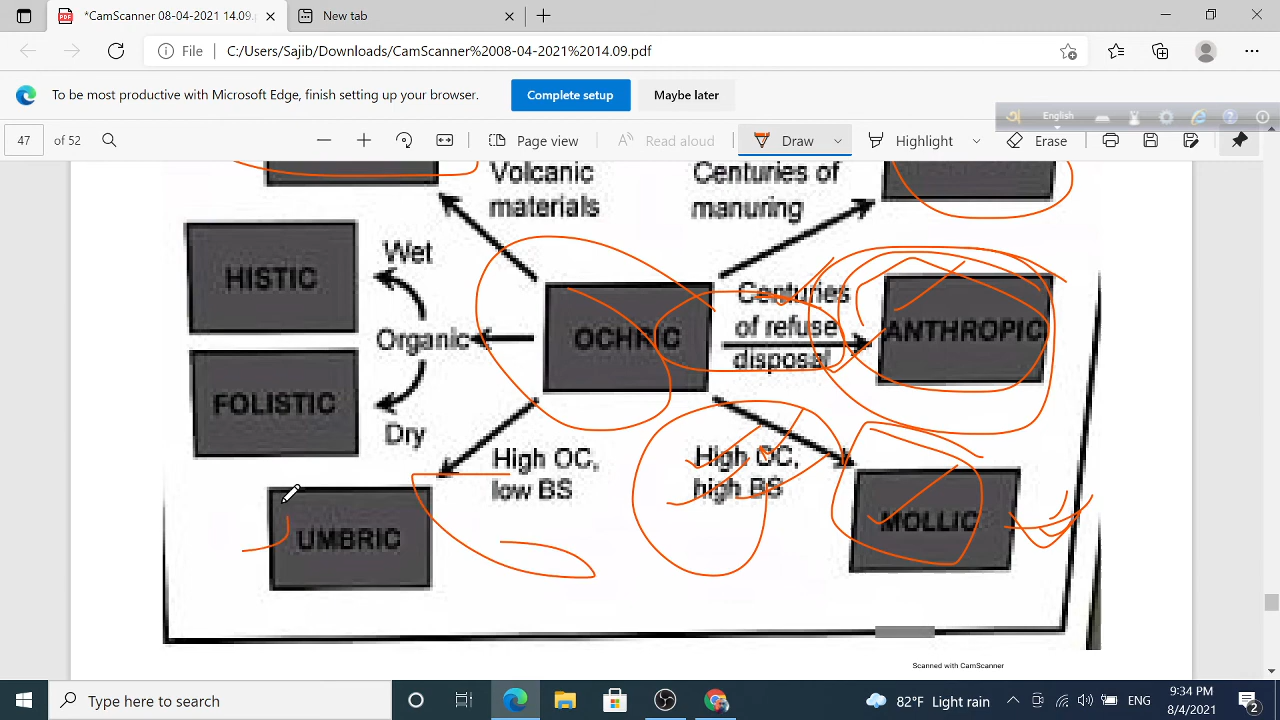 *CamScanner 08-04-2021 14.09.
New tab
File
C:/Users/Sajib/Downloads/CamScanner%2008-04-2021%2014.09.pdf
To be most productive with Microsoft Edge, finish setting up your browser.
Complete setup
Maybe later
English
47 of 52
Page view
Read aloud
Draw
Highlight
Erase
Volcanic
materials
Centuries of
manuring
HISTIC
Wet
Organic
OCHRIC
Centuries
of refuse
disposal
ANTHROPIC
FOLISTIC
Dry
High OC,
low BS
High OC,
high BS
UMBRIC
MOLLIC
Scanned with CamScanner
Type here to search
82°F Light rain
ENG
9:34 PM
8/4/2021
2